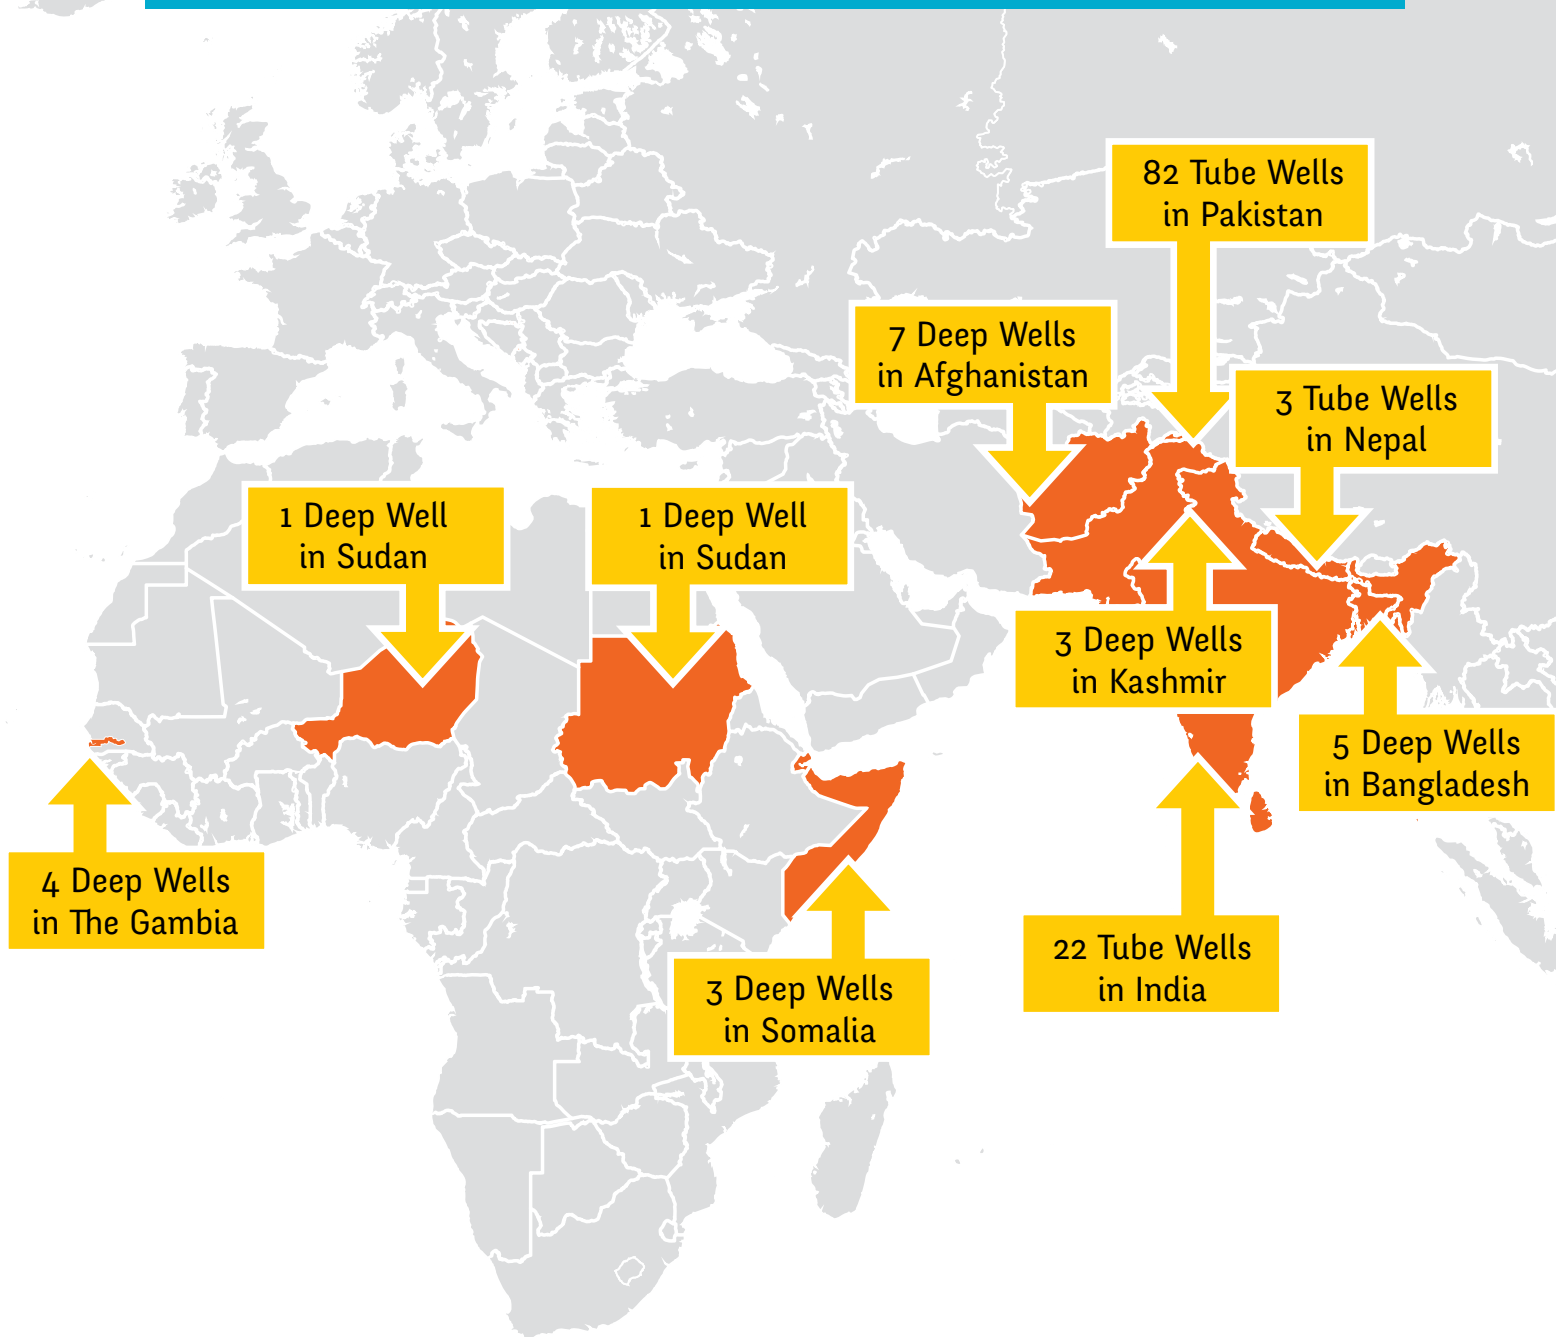 82 Tube Wells
in Pakistan
7 Deep Wells
in Afghanistan
3 Tube Wells
in Nepal
1 Deep Well
in Sudan
1 Deep Well
in Sudan
3 Deep Wells
in Kashmir
5 Deep Wells
in Bangladesh
4 Deep Wells
in The Gambia
3 Deep Wells
in Somalia
22 Tube Wells
in India